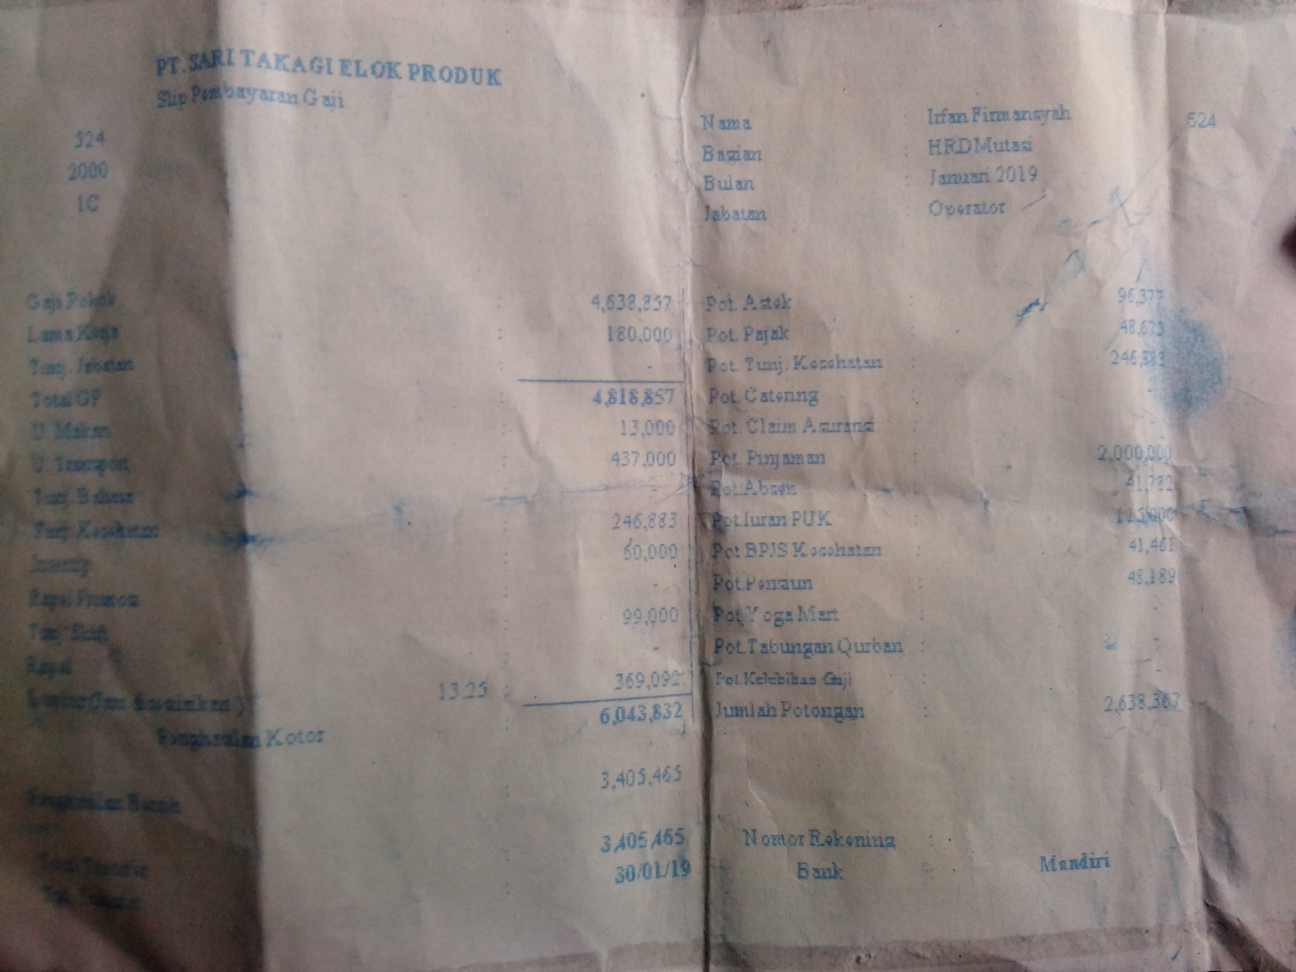 PT. SARI TAKAGI ELOK PRODUK
Slip Pembayaran Gaji
524
2000
1C
Nama : Irfan Firmansyah 524
Bagian : HRD Mutasi
Bulan : Januari 2019
Jabatan : Operator
Gaji Pokok : 4,638,857
Lama Kerja : 180,000
Tunj. Jabatan : -
Total GP : 4,818,857
U. Makan : 13,000
U. Transport : 437,000
Tunj. Bahasa : -
Tunj. Kesehatan : 246,883
Insentip : 60,000
Rapel Promosi : -
Tunj. Shift : 99,000
Rapel : -
Lembur (Jam 13.25 : 369,092
Penghasilan Kotor 6,043,832
Penghasilan Bersih : 3,405,465
3,405,465
30/01/19
Pot. Astek : 96,377
Pot. Pajak : 48,675
Pot. Tunj. Kesehatan : 246,883
Pot. Catering : -
Pot. Claim Asuransi : -
Pot. Pinjaman : 2,000,000
Pot. Absen : 41,782
Pot. Iuran PUK :
Pot BPJS Kesehatan : 41,461
Pot Pensiun : 48,189
Pot. Yoga Mart : -
Pot. Tabungan Qurban : -
Pot. Kelebihan Gaji :
Jumlah Potongan : 2,638,367
Nomor Rekening :
Bank : Mandiri